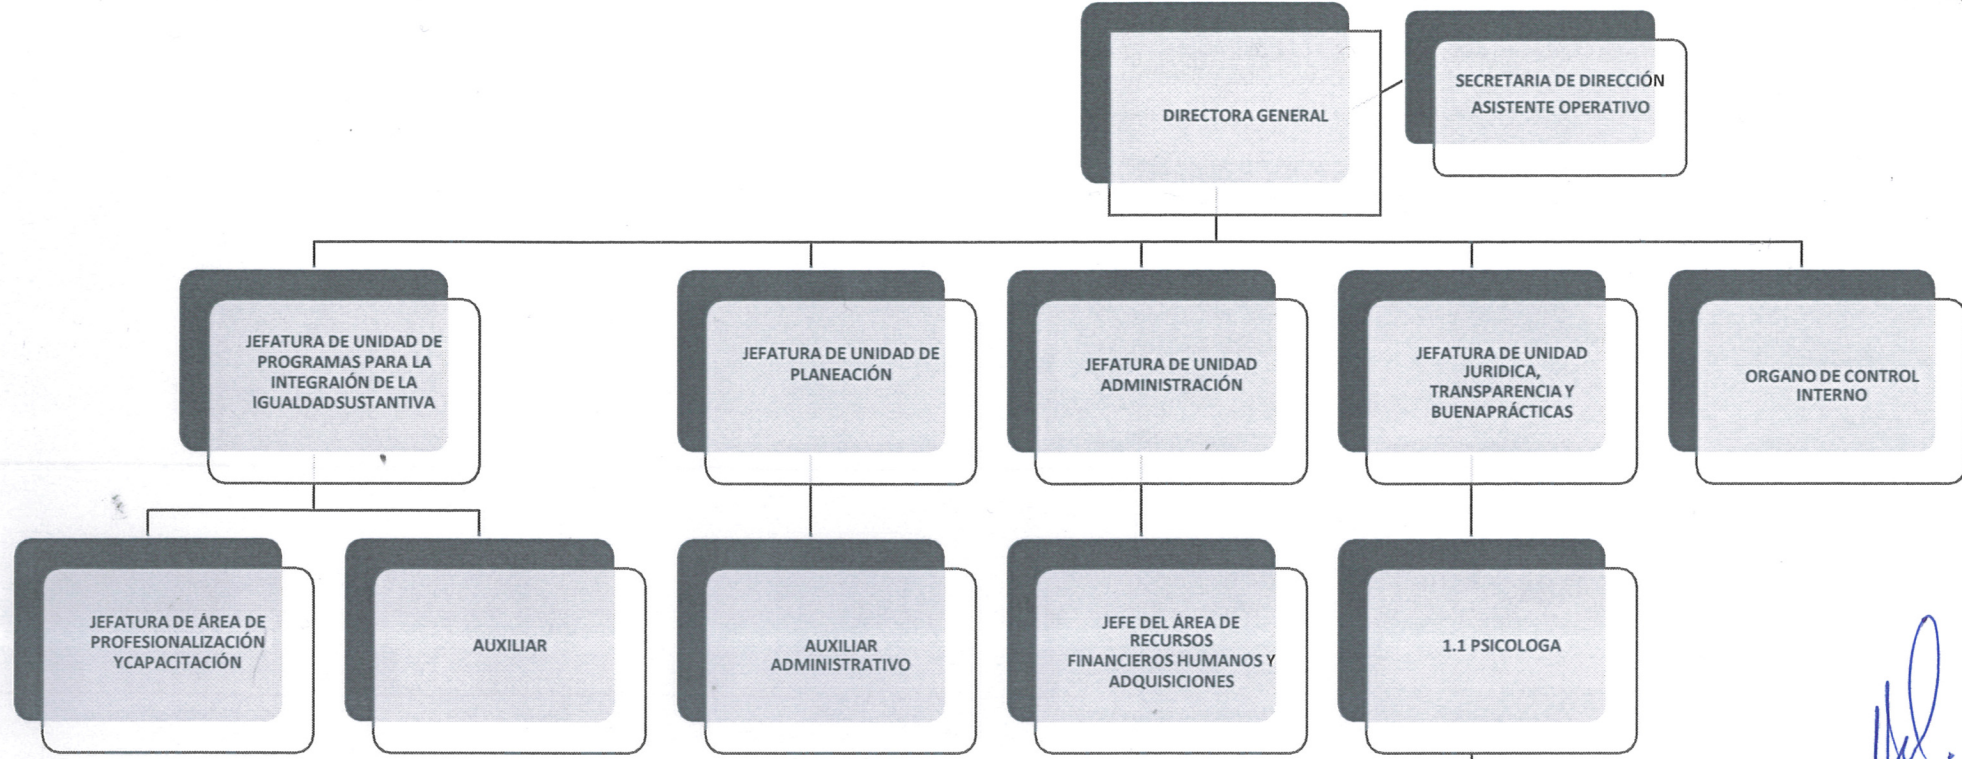 DIRECTORA GENERAL
SECRETARIA DE DIRECCIÓN
ASISTENTE OPERATIVO
JEFATURA DE UNIDAD DE
PROGRAMAS PARA LA
INTEGRAIÓN DE LA
IGUALDADSUSTANTIVA
JEFATURA DE UNIDAD DE
PLANEACIÓN
JEFATURA DE UNIDAD
ADMINISTRACIÓN
JEFATURA DE UNIDAD
JURIDICA,
TRANSPARENCIA Y
BUENAPRÁCTICAS
ORGANO DE CONTROL
INTERNO
JEFATURA DE ÁREA DE
PROFESIONALIZACIÓN
YCAPACITACIÓN
AUXILIAR
AUXILIAR
ADMINISTRATIVO
JEFE DEL ÁREA DE
RECURSOS
FINANCIEROS HUMANOS Y
ADQUISICIONES
1.1 PSICOLOGA